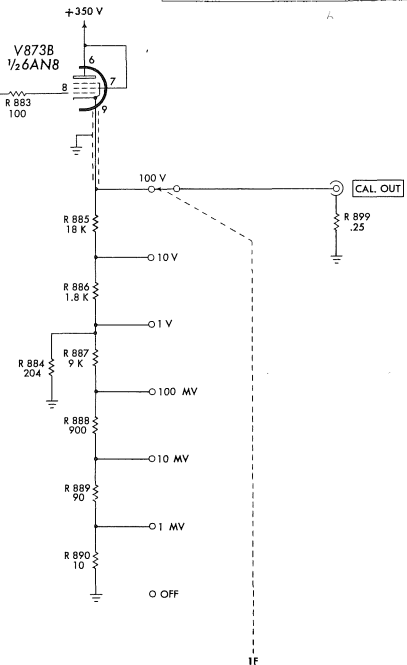 +350 V
V873B
½6AN8
6
7
8
9
R 883
100
100 V
CAL. OUT
R 885
18 K
R 899
.25
10 V
R 886
1.8 K
1 V
R 884
204
R 887
9 K
100 MV
R 888
900
10 MV
R 889
90
1 MV
R 890
10
OFF
1F